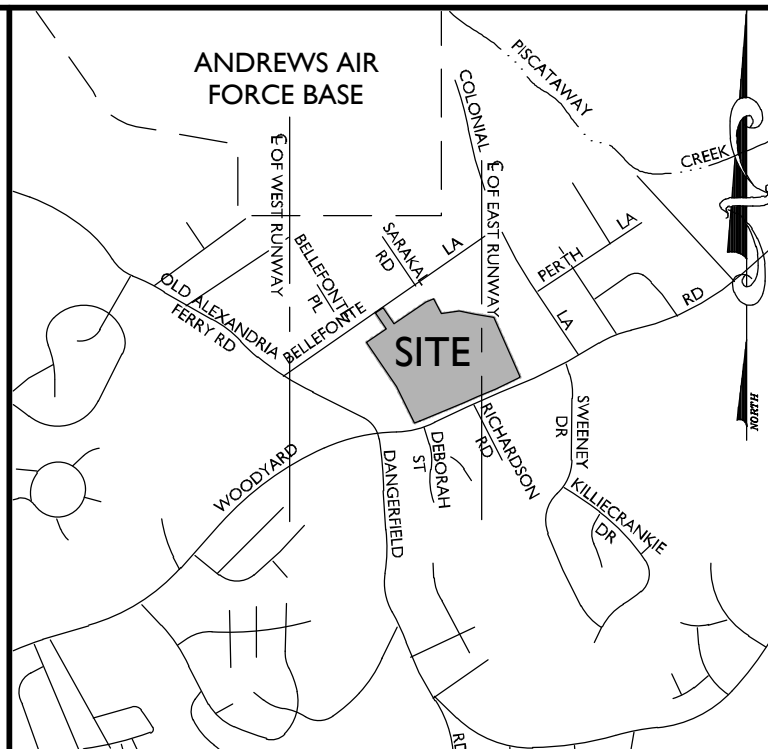 ANDREWS AIR
FORCE BASE
PISCATAWAY
CREEK
COLONIAL
LA
℄ OF WEST RUNWAY
℄ OF EAST RUNWAY
BELLEFONTE
PL
SARAKAL
RD
BELLEFONTE
LA
PERTH
LA
OLD ALEXANDRIA
FERRY RD
SITE
WOODYARD
RD
DEBORAH
ST
RICHARDSON
RD
SWEENEY
DR
DANGERFIELD
RD
KILLIECRANKIE
DR
NORTH